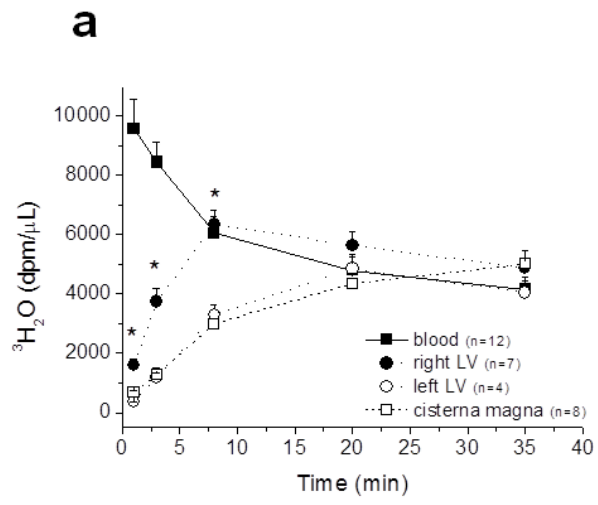 a
10000
8000
6000
4000
2000
0
³H₂O (dpm/µL)
*
*
*
blood (n=12)
right LV (n=7)
left LV (n=4)
cisterna magna (n=8)
0 5 10 15 20 25 30 35 40
Time (min)